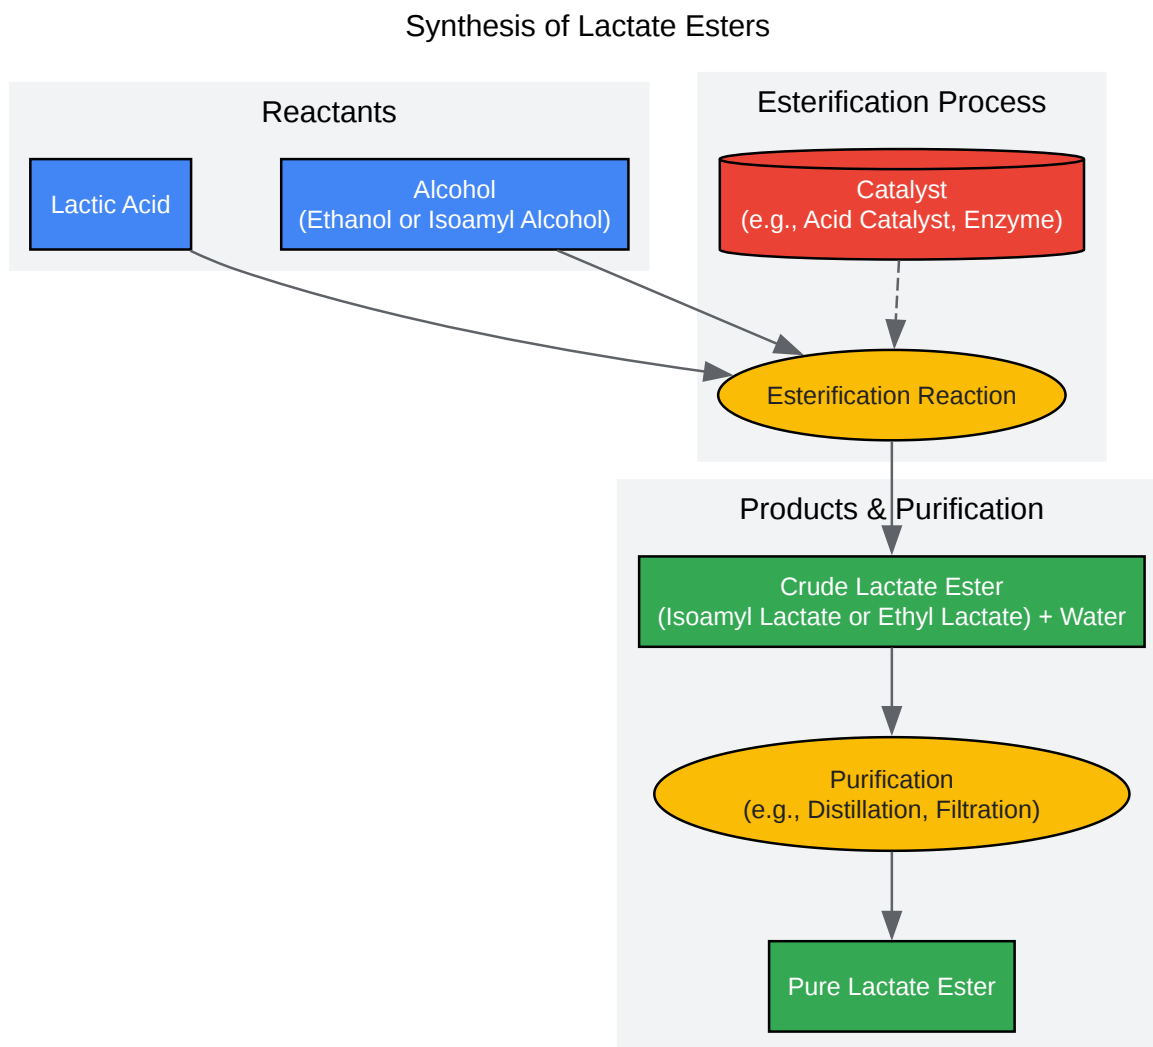 Synthesis of Lactate Esters
Reactants
Lactic Acid
Alcohol
(Ethanol or Isoamyl Alcohol)
Esterification Process
Catalyst
(e.g., Acid Catalyst, Enzyme)
Esterification Reaction
Products & Purification
Crude Lactate Ester
(Isoamyl Lactate or Ethyl Lactate) + Water
Purification
(e.g., Distillation, Filtration)
Pure Lactate Ester